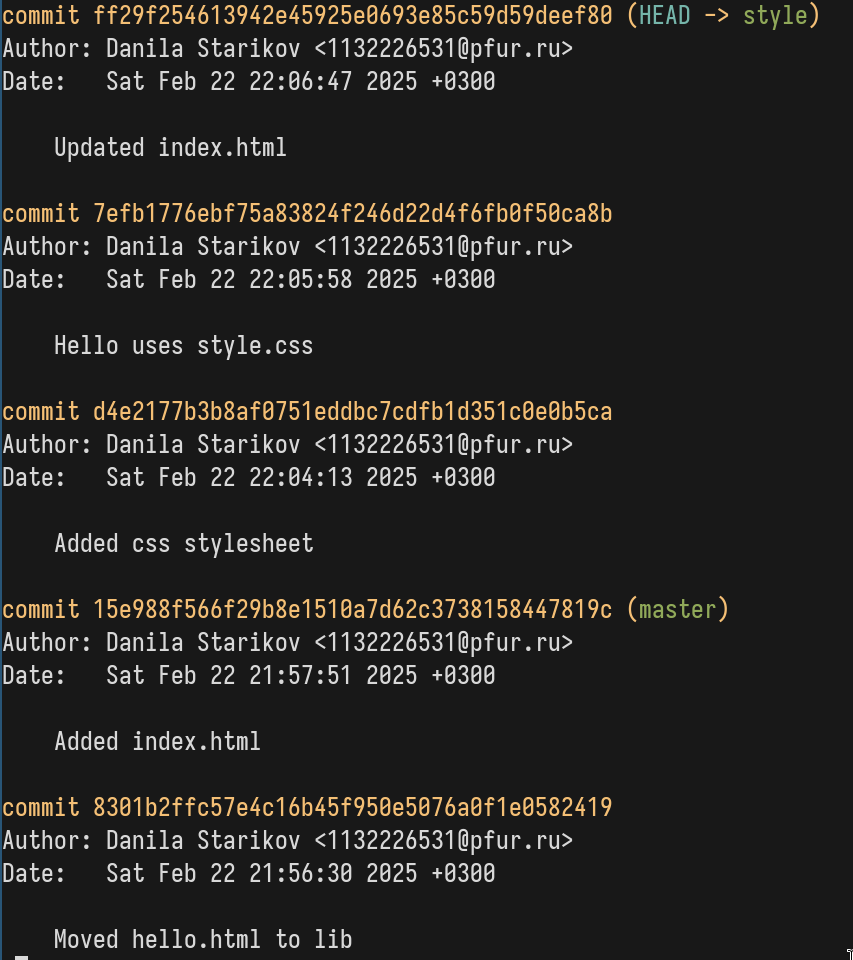 commit ff29f254613942e45925e0693e85c59d59deef80 (HEAD -> style)
Author: Danila Starikov <1132226531@pfur.ru>
Date:   Sat Feb 22 22:06:47 2025 +0300
    Updated index.html
commit 7efb1776ebf75a83824f246d22d4f6fb0f50ca8b
Author: Danila Starikov <1132226531@pfur.ru>
Date:   Sat Feb 22 22:05:58 2025 +0300
    Hello uses style.css
commit d4e2177b3b8af0751eddbc7cdfb1d351c0e0b5ca
Author: Danila Starikov <1132226531@pfur.ru>
Date:   Sat Feb 22 22:04:13 2025 +0300
    Added css stylesheet
commit 15e988f566f29b8e1510a7d62c3738158447819c (master)
Author: Danila Starikov <1132226531@pfur.ru>
Date:   Sat Feb 22 21:57:51 2025 +0300
    Added index.html
commit 8301b2ffc57e4c16b45f950e5076a0f1e0582419
Author: Danila Starikov <1132226531@pfur.ru>
Date:   Sat Feb 22 21:56:30 2025 +0300
    Moved hello.html to lib